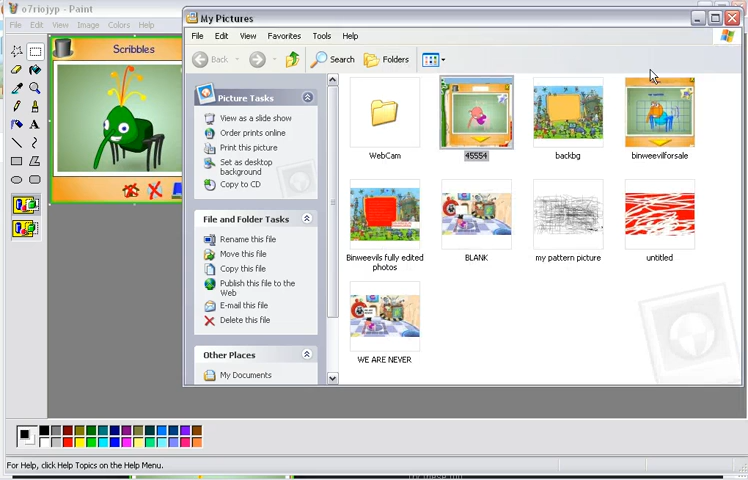 o7riojyp - Paint
File Edit View Image Colors Help
Scribbles
My Pictures
File Edit View Favorites Tools Help
Back Search Folders
Picture Tasks
View as a slide show
Order prints online
Print this picture
Set as desktop
background
Copy to CD
File and Folder Tasks
Rename this file
Move this file
Copy this file
Publish this file to the
Web
E-mail this file
Delete this file
Other Places
My Documents
WebCam
45554
backbg
binweevilforsale
Binweevils fully edited
photos
BLANK
my pattern picture
untitled
WE ARE NEVER
For Help, click Help Topics on the Help Menu.